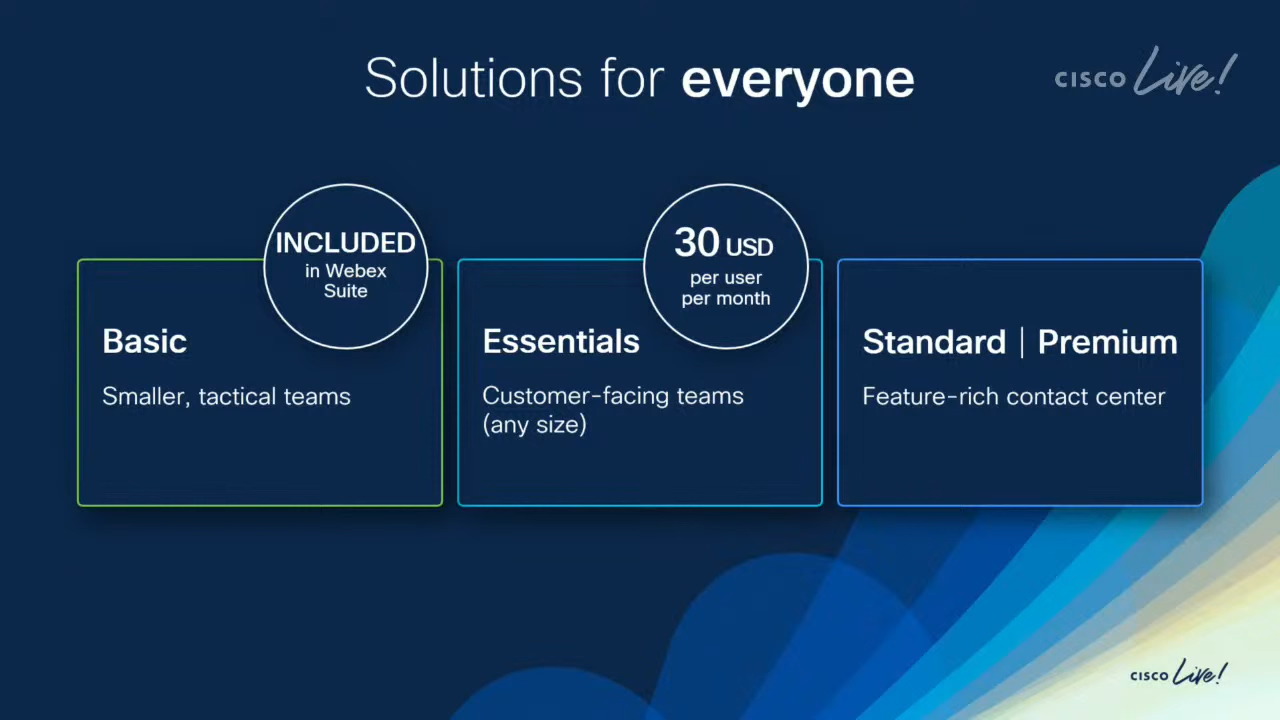 Solutions for everyone
CISCO Live!
INCLUDED
in Webex
Suite
Basic
Smaller, tactical teams
30 USD
per user
per month
Essentials
Customer-facing teams
(any size)
Standard | Premium
Feature-rich contact center
CISCO Live!